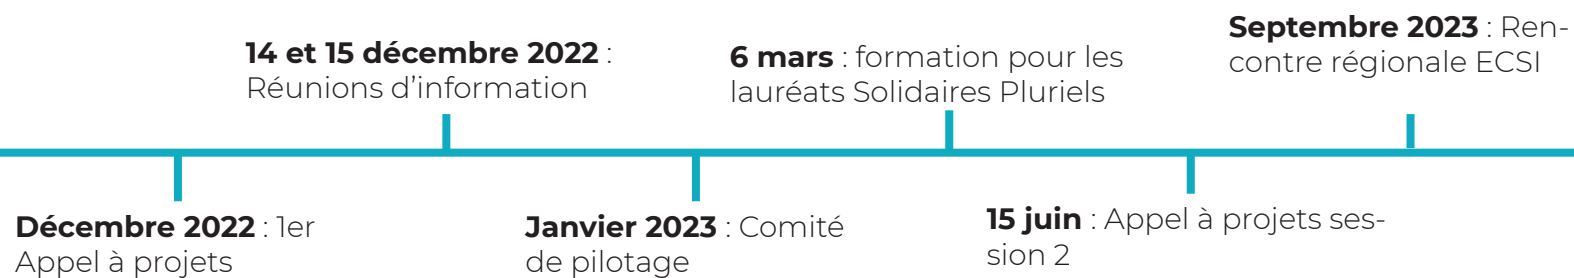 14 et 15 décembre 2022 :
Réunions d’information
6 mars : formation pour les
lauréats Solidaires Pluriels
Septembre 2023 : Ren-
contre régionale ECSI
Décembre 2022 : 1er
Appel à projets
Janvier 2023 : Comité
de pilotage
15 juin : Appel à projets ses-
sion 2